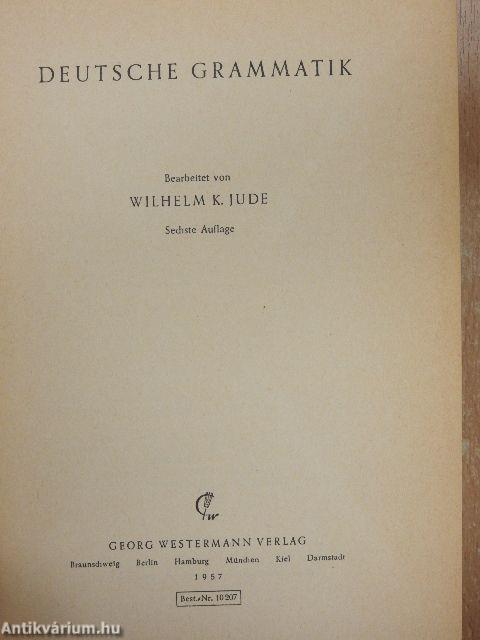 DEUTSCHE GRAMMATIK
Bearbeitet von
WILHELM K. JUDE
Sechste Auflage
GEORG WESTERMANN VERLAG
Braunschweig Berlin Hamburg München Kiel Darmstadt
1957
Best.-Nr. 10207
Antikvárium.hu